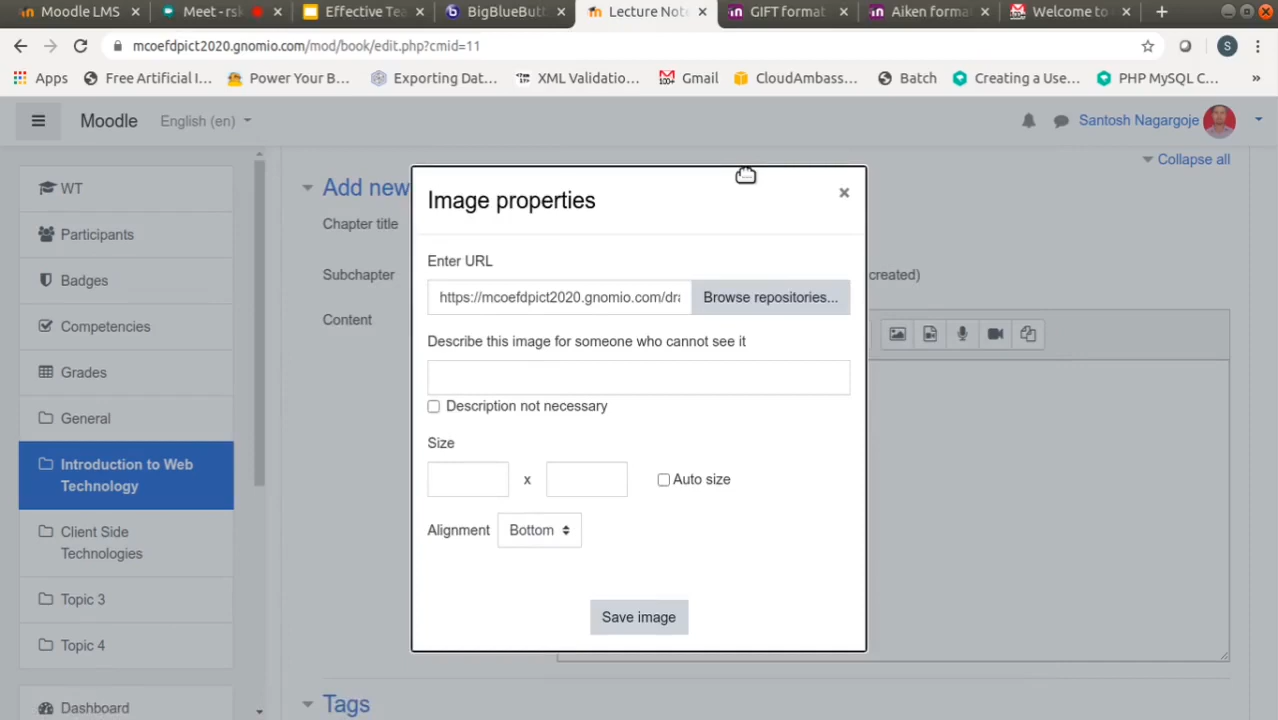 Moodle LMS
Meet - rsk
Effective Tea
BigBlueButt
Lecture Note
GIFT format
Aiken forma
Welcome to
mcoefdpict2020.gnomio.com/mod/book/edit.php?cmid=11
S
Apps
Free Artificial I...
Power Your B...
Exporting Dat...
XML Validatio...
Gmail
CloudAmbass...
Batch
Creating a Use...
PHP MySQL C...
»
Moodle
English (en)
Santosh Nagargoje
Collapse all
WT
Participants
Badges
Competencies
Grades
General
Introduction to Web
Technology
Client Side
Technologies
Topic 3
Topic 4
Dashboard
Add new
Chapter title
Subchapter
created)
Content
Image properties
×
Enter URL
https://mcoefdpict2020.gnomio.com/dra
Browse repositories...
Describe this image for someone who cannot see it
Description not necessary
Size
x
Auto size
Alignment
Bottom
Save image
Tags